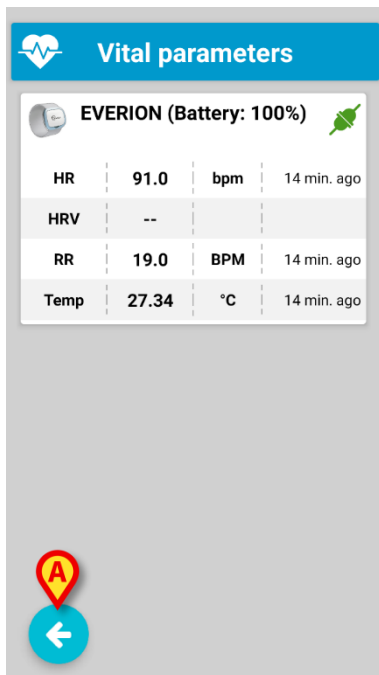 Vital parameters
EVERION (Battery: 100%)
HR 91.0 bpm 14 min. ago
HRV --
RR 19.0 BPM 14 min. ago
Temp 27.34 °C 14 min. ago
A